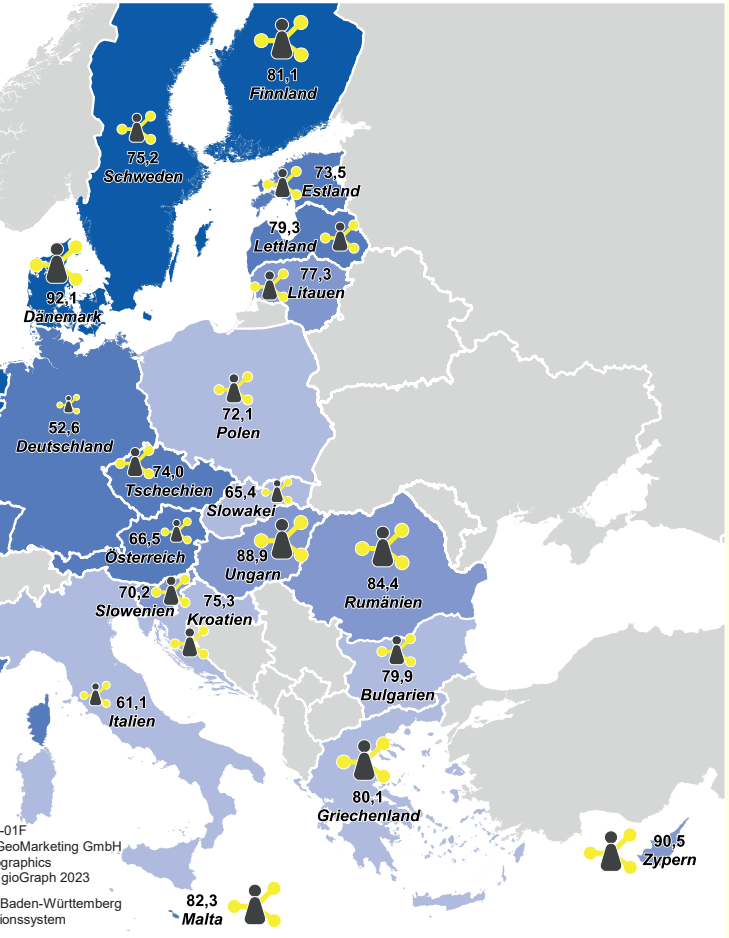 81,1
Finnland
75,2
Schweden
73,5
Estland
79,3
Lettland
77,3
Litauen
92,1
Dänemark
72,1
Polen
52,6
Deutschland
74,0
Tschechien
65,4
Slowakei
66,5
Österreich
88,9
Ungarn
84,4
Rumänien
70,2
Slowenien
75,3
Kroatien
79,9
Bulgarien
61,1
Italien
80,1
Griechenland
90,5
Zypern
82,3
Malta
-01F
GeoMarketing GmbH
ographics
gioGraph 2023
Baden-Württemberg
ionssystem